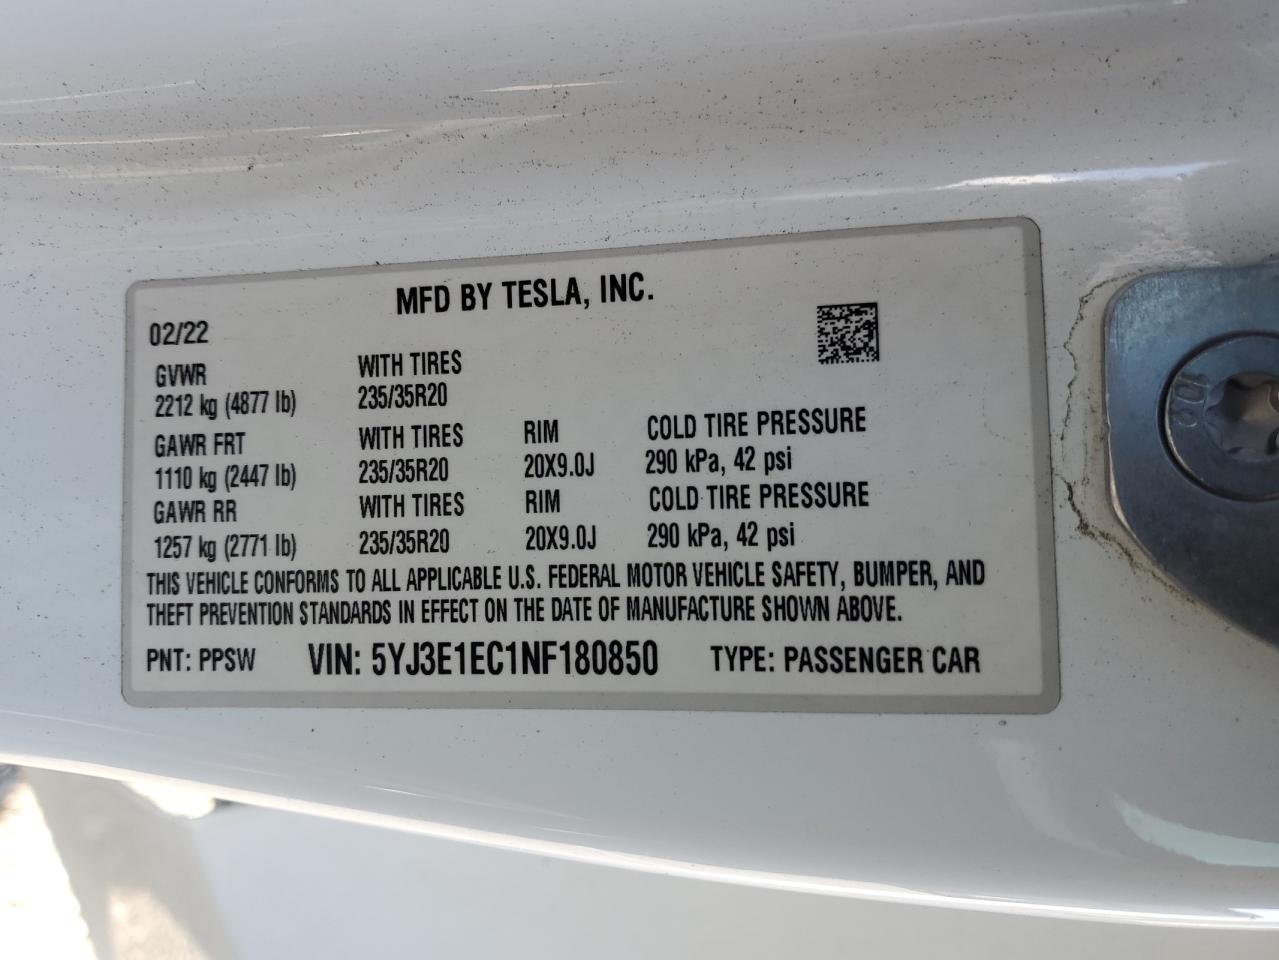 MFD BY TESLA, INC.
02/22
GVWR WITH TIRES
2212 kg (4877 lb) 235/35R20
GAWR FRT WITH TIRES RIM COLD TIRE PRESSURE
1110 kg (2447 lb) 235/35R20 20X9.0J 290 kPa, 42 psi
GAWR RR WITH TIRES RIM COLD TIRE PRESSURE
1257 kg (2771 lb) 235/35R20 20X9.0J 290 kPa, 42 psi
THIS VEHICLE CONFORMS TO ALL APPLICABLE U.S. FEDERAL MOTOR VEHICLE SAFETY, BUMPER, AND
THEFT PREVENTION STANDARDS IN EFFECT ON THE DATE OF MANUFACTURE SHOWN ABOVE.
PNT: PPSW VIN: 5YJ3E1EC1NF180850 TYPE: PASSENGER CAR